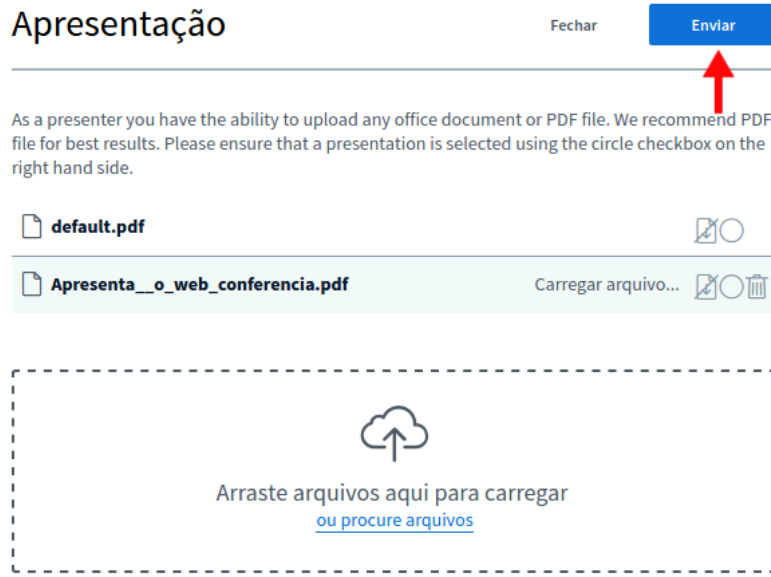 Apresentação
Fechar
Enviar
As a presenter you have the ability to upload any office document or PDF file. We recommend PDF
file for best results. Please ensure that a presentation is selected using the circle checkbox on the
right hand side.
default.pdf
Apresenta__o_web_conferencia.pdf Carregar arquivo...
Arraste arquivos aqui para carregar
ou procure arquivos